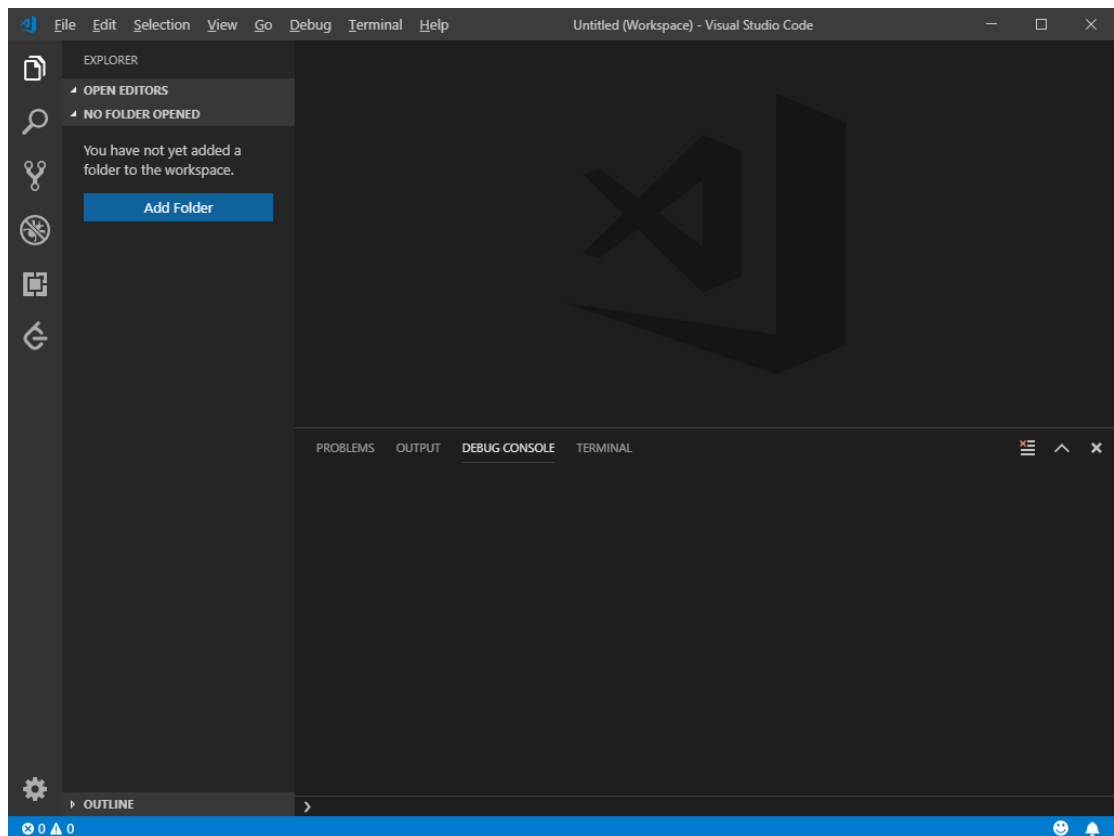 File Edit Selection View Go Debug Terminal Help Untitled (Workspace) - Visual Studio Code
EXPLORER
OPEN EDITORS
NO FOLDER OPENED
You have not yet added a
folder to the workspace.
Add Folder
PROBLEMS OUTPUT DEBUG CONSOLE TERMINAL
OUTLINE
0 0